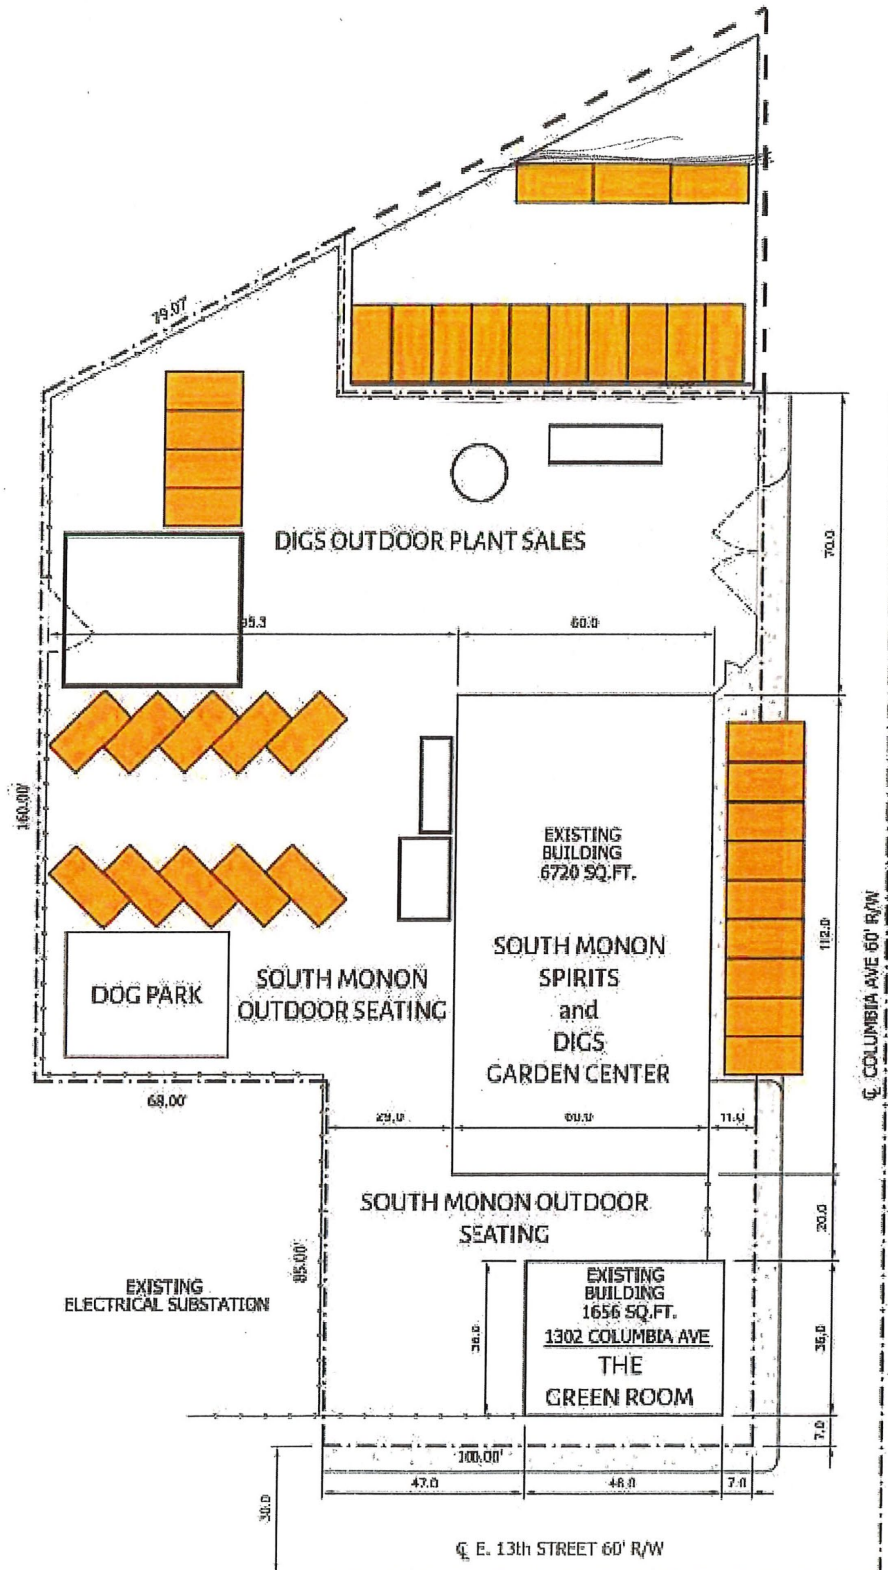 79.07'
DIGS OUTDOOR PLANT SALES
70.0
95.3
60.0
160.00'
EXISTING
BUILDING
6720 SQ.FT.
SOUTH MONON
SPIRITS
and
DIGS
GARDEN CENTER
112.0
℄ COLUMBIA AVE 60' R/W
DOG PARK
SOUTH MONON
OUTDOOR SEATING
68.00'
29.0
60.0
11.0
SOUTH MONON OUTDOOR
SEATING
20.0
85.00'
EXISTING
ELECTRICAL SUBSTATION
36.0
EXISTING
BUILDING
1656 SQ.FT.
1302 COLUMBIA AVE
THE
GREEN ROOM
36.0
7.0
100.00'
47.0
46.0
7.0
30.0
℄ E. 13th STREET 60' R/W